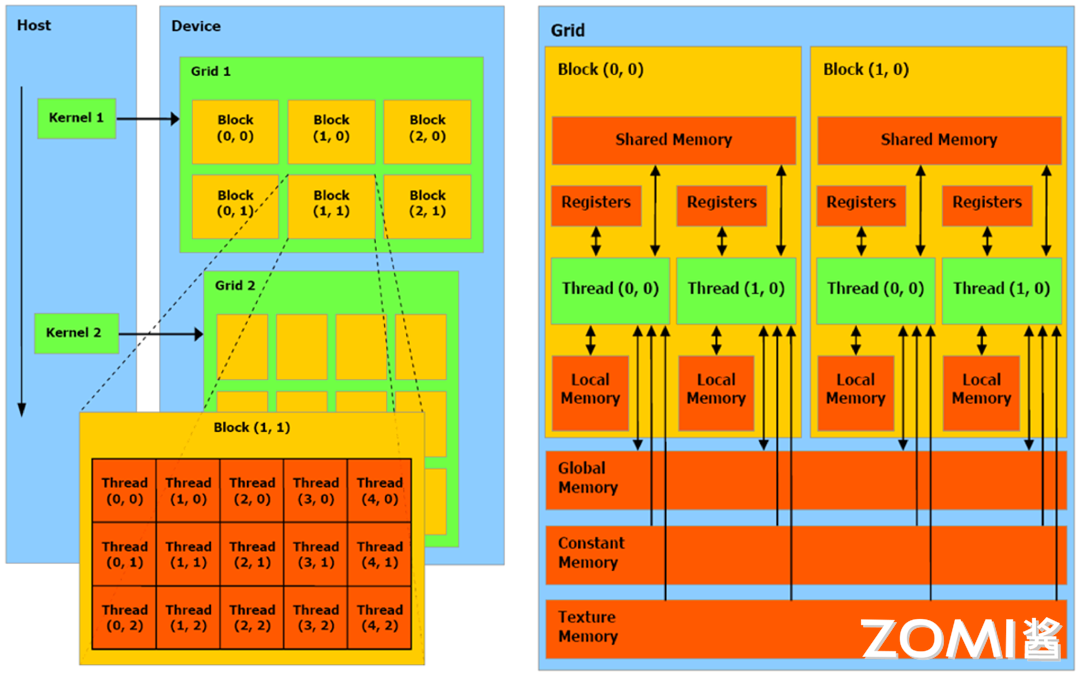 Host
Device
Grid 1
Kernel 1
Block
(0, 0)
Block
(1, 0)
Block
(2, 0)
Block
(0, 1)
Block
(1, 1)
Block
(2, 1)
Grid 2
Kernel 2
Block (1, 1)
Thread
(0, 0)
Thread
(1, 0)
Thread
(2, 0)
Thread
(3, 0)
Thread
(4, 0)
Thread
(0, 1)
Thread
(1, 1)
Thread
(2, 1)
Thread
(3, 1)
Thread
(4, 1)
Thread
(0, 2)
Thread
(1, 2)
Thread
(2, 2)
Thread
(3, 2)
Thread
(4, 2)
Grid
Block (0, 0)
Block (1, 0)
Shared Memory
Shared Memory
Registers
Registers
Registers
Registers
Thread (0, 0)
Thread (1, 0)
Thread (0, 0)
Thread (1, 0)
Local
Memory
Local
Memory
Local
Memory
Local
Memory
Global
Memory
Constant
Memory
Texture
Memory
ZOMI酱